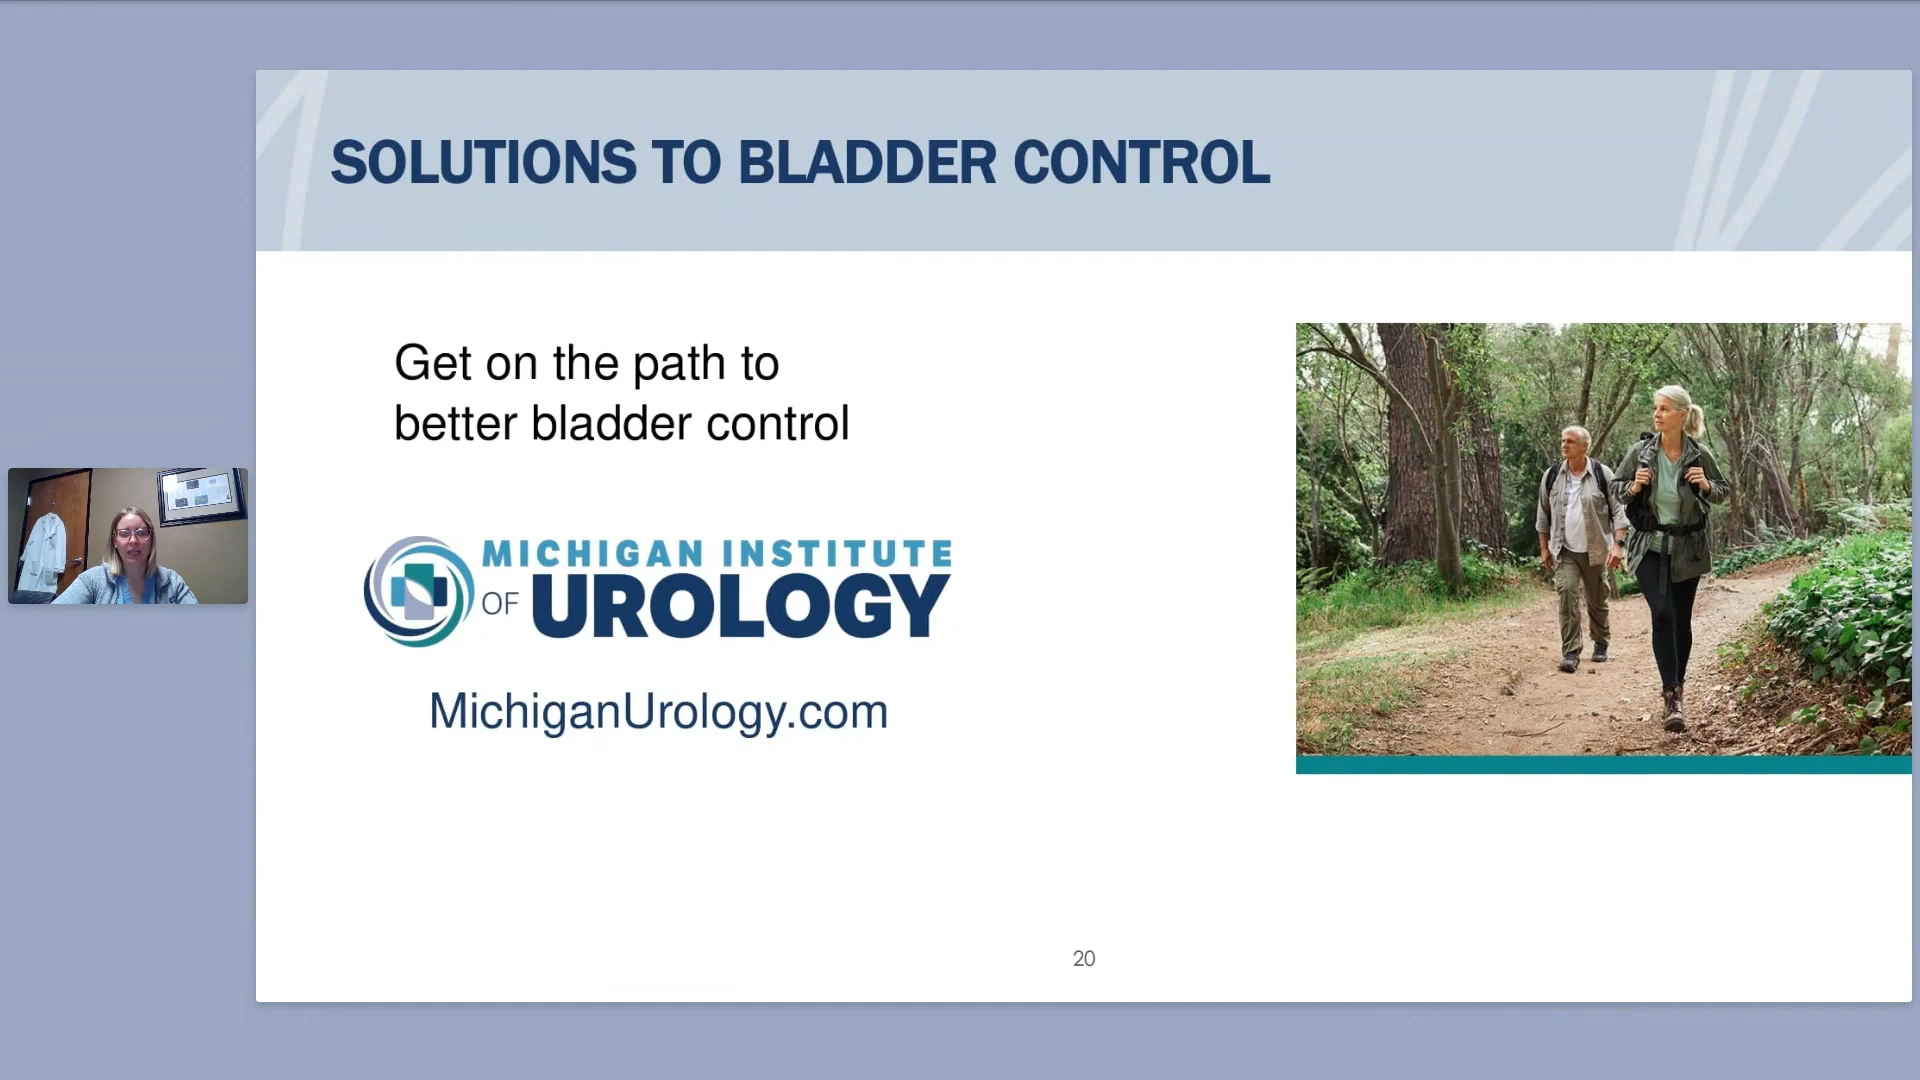 SOLUTIONS TO BLADDER CONTROL
Get on the path to
better bladder control
MICHIGAN INSTITUTE
OF UROLOGY
MichiganUrology.com
20